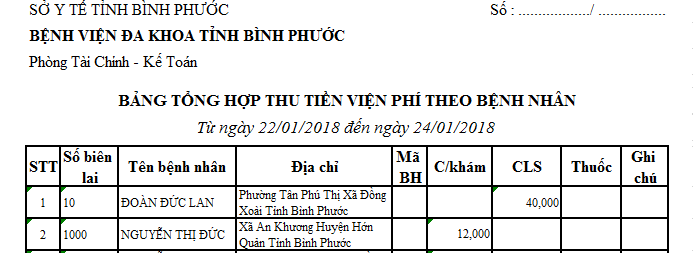 SỞ Y TẾ TỈNH BÌNH PHƯỚC Số : ..................../ ..................
BỆNH VIỆN ĐA KHOA TỈNH BÌNH PHƯỚC
Phòng Tài Chính - Kế Toán
BẢNG TỔNG HỢP THU TIỀN VIỆN PHÍ THEO BỆNH NHÂN
Từ ngày 22/01/2018 đến ngày 24/01/2018
STT Số biên lai Tên bệnh nhân Địa chỉ Mã BH C/khám CLS Thuốc Ghi chú
1 10 ĐOÀN ĐỨC LAN Phường Tân Phú Thị Xã Đồng Xoài Tỉnh Bình Phước 40,000
2 1000 NGUYỄN THỊ ĐỨC Xã An Khương Huyện Hớn Quản Tỉnh Bình Phước 12,000